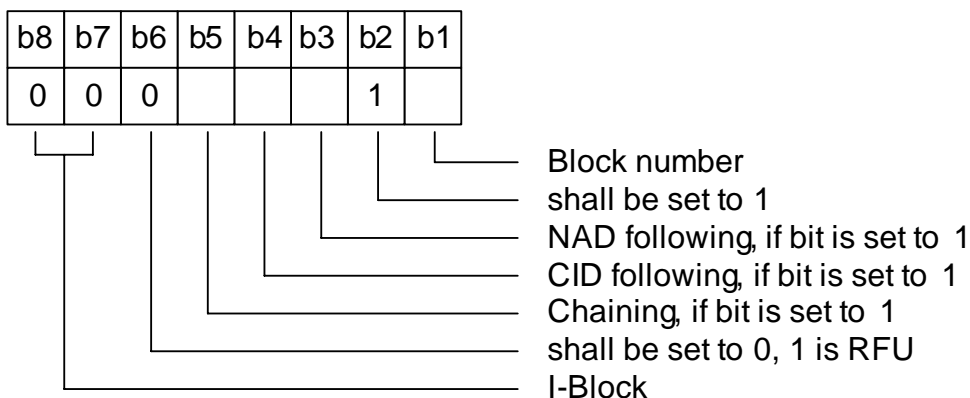 b8 b7 b6 b5 b4 b3 b2 b1
0 0 0 1
Block number
shall be set to 1
NAD following, if bit is set to 1
CID following, if bit is set to 1
Chaining, if bit is set to 1
shall be set to 0, 1 is RFU
I-Block